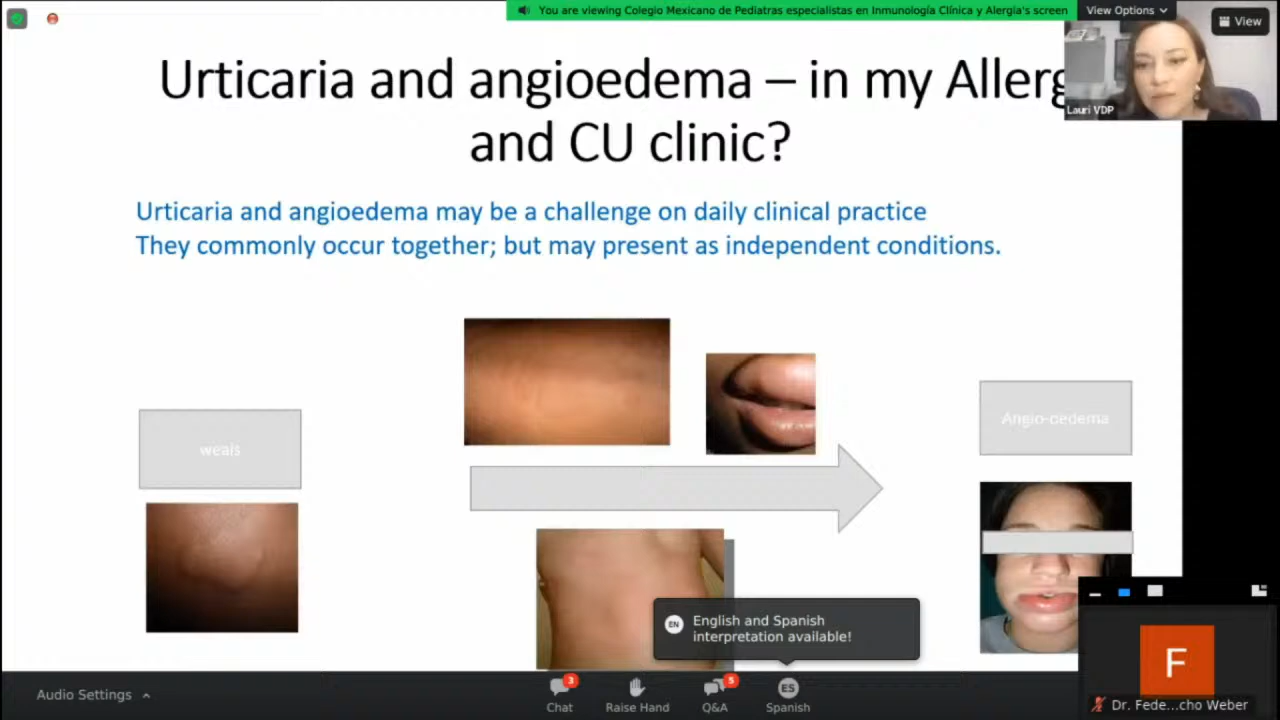 You are viewing Colegio Mexicano de Pediatras especialistas en Inmunología Clínica y Alergia's screen
View Options
View
Urticaria and angioedema – in my Allerg
and CU clinic?
Lauri VDP
Urticaria and angioedema may be a challenge on daily clinical practice
They commonly occur together; but may present as independent conditions.
weals
Angio-oedema
EN
English and Spanish
interpretation available!
F
Audio Settings
3
Chat
Raise Hand
5
Q&A
ES
Spanish
Dr. Fede...cho Weber